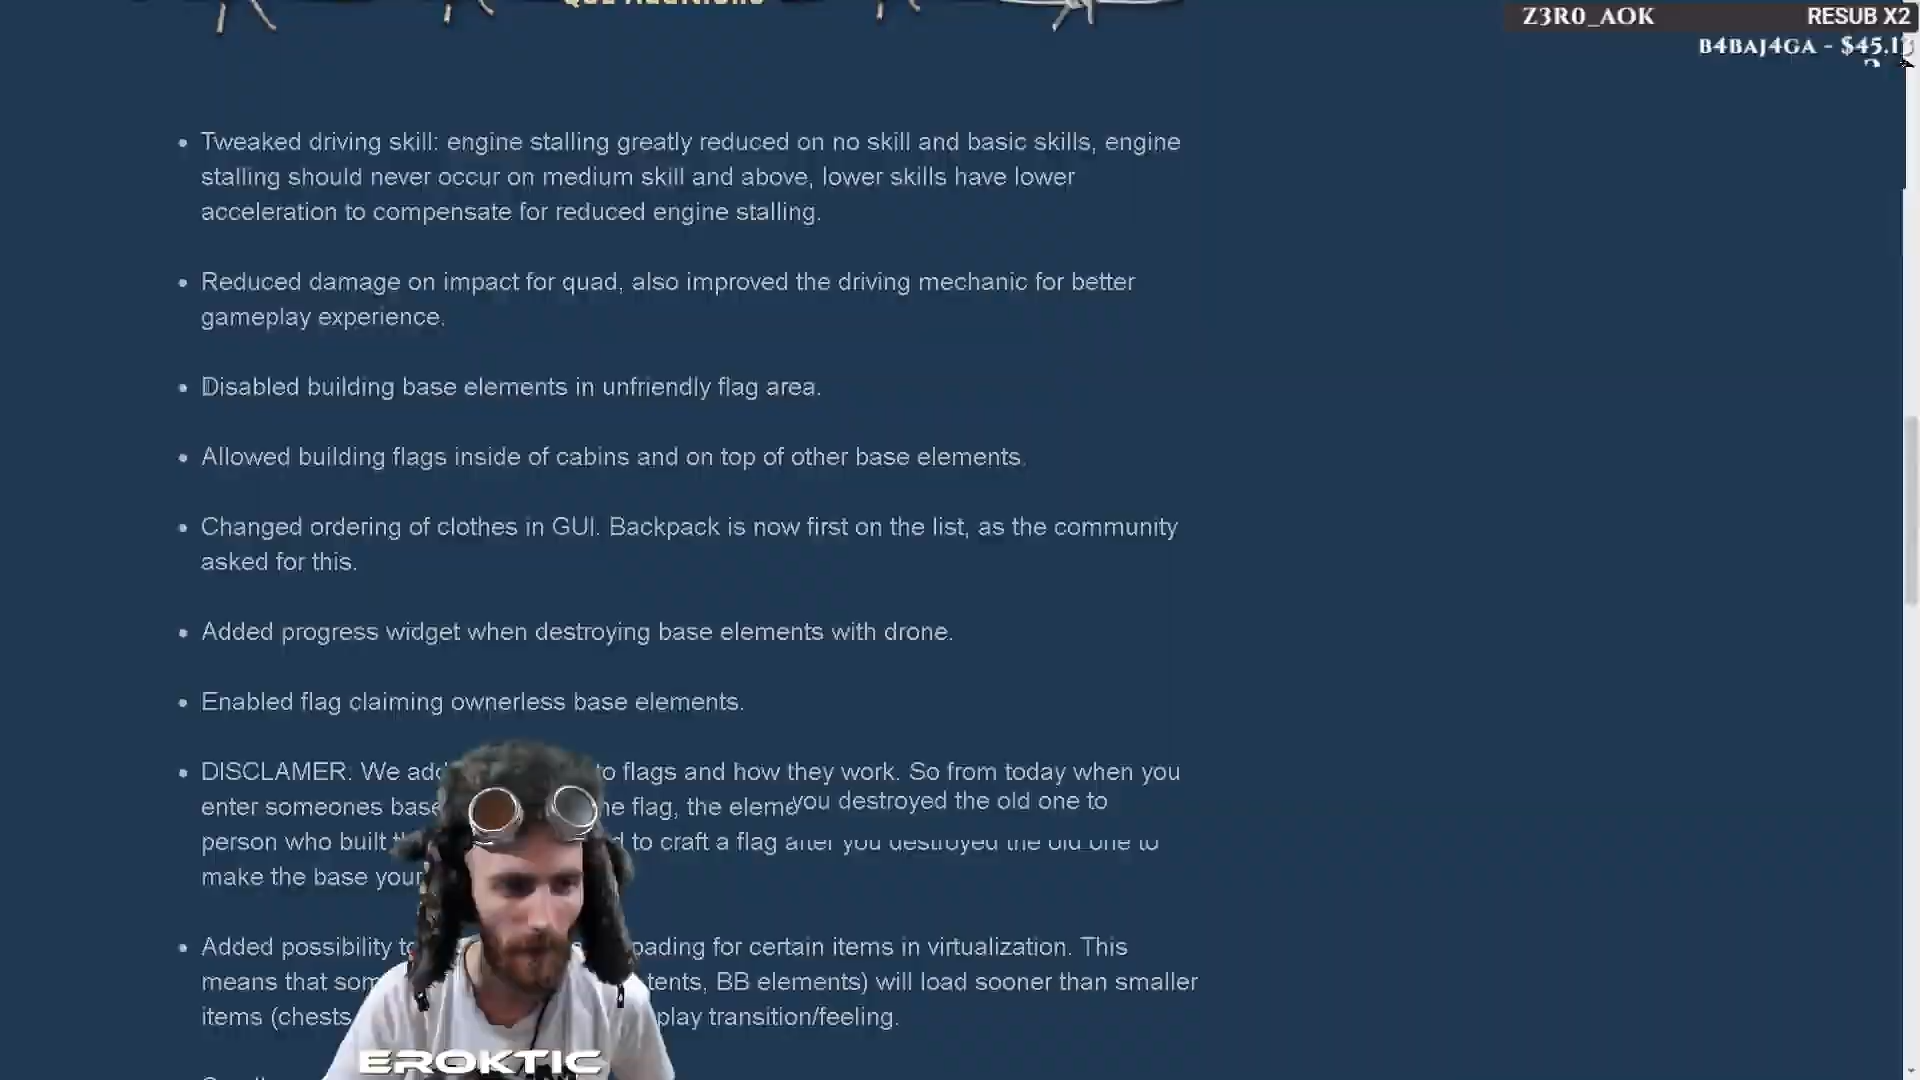 Z3R0_AOK RESUB X2
B4BAJ4GA - $45.13
Tweaked driving skill: engine stalling greatly reduced on no skill and basic skills, engine
stalling should never occur on medium skill and above, lower skills have lower
acceleration to compensate for reduced engine stalling.
Reduced damage on impact for quad, also improved the driving mechanic for better
gameplay experience.
Disabled building base elements in unfriendly flag area.
Allowed building flags inside of cabins and on top of other base elements.
Changed ordering of clothes in GUI. Backpack is now first on the list, as the community
asked for this.
Added progress widget when destroying base elements with drone.
Enabled flag claiming ownerless base elements.
DISCLAMER: We to flags and how they work. So from today when you
enter someones base flag, the you destroyed the old one to
person who built to craft a flag after you destroyed the old one to
make the base
Added possibility for certain items in virtualization. This
means that tents, BB elements) will load sooner than smaller
items (chests transition/feeling.
EROKTIC